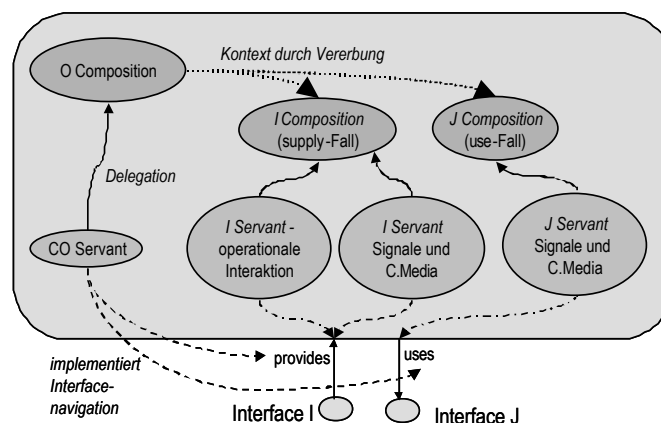 Kontext durch Vererbung
O Composition
I Composition
(supply-Fall)
J Composition
(use-Fall)
Delegation
I Servant -
operationale
Interaktion
I Servant
Signale und
C.Media
J Servant
Signale und
C.Media
CO Servant
implementiert
Interface-
navigation
provides
uses
Interface I
Interface J